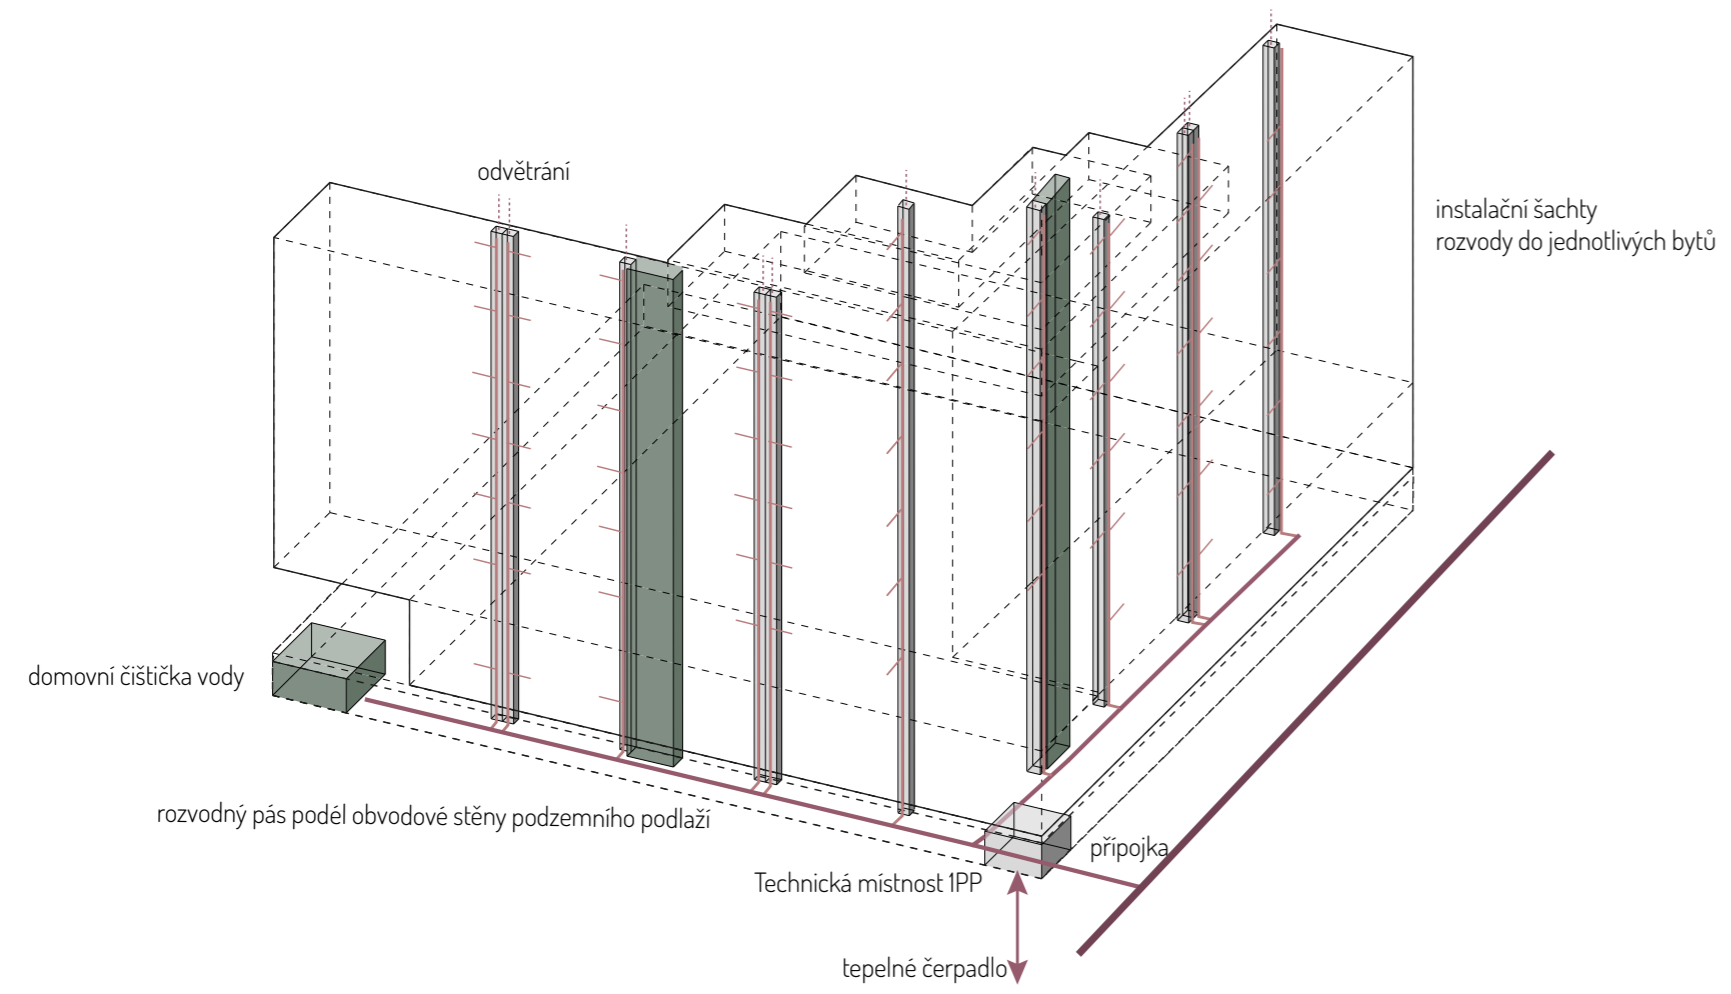 odvětrání
instalační šachty
rozvody do jednotlivých bytů
domovní čištička vody
rozvodný pás podél obvodové stěny podzemního podlaží
přípojka
Technická místnost 1PP
tepelné čerpadlo